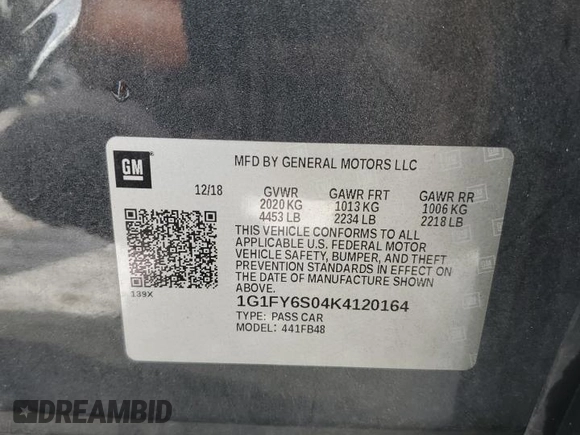 GM
MFD BY GENERAL MOTORS LLC
12/18 GVWR GAWR FRT GAWR RR
2020 KG 1013 KG 1006 KG
4453 LB 2234 LB 2218 LB
THIS VEHICLE CONFORMS TO ALL
APPLICABLE U.S. FEDERAL MOTOR
VEHICLE SAFETY, BUMPER, AND THEFT
PREVENTION STANDARDS IN EFFECT ON
THE DATE OF MANUFACTURE SHOWN
ABOVE.
139X
1G1FY6S04K4120164
TYPE: PASS CAR
MODEL: 441FB48
DREAMBID